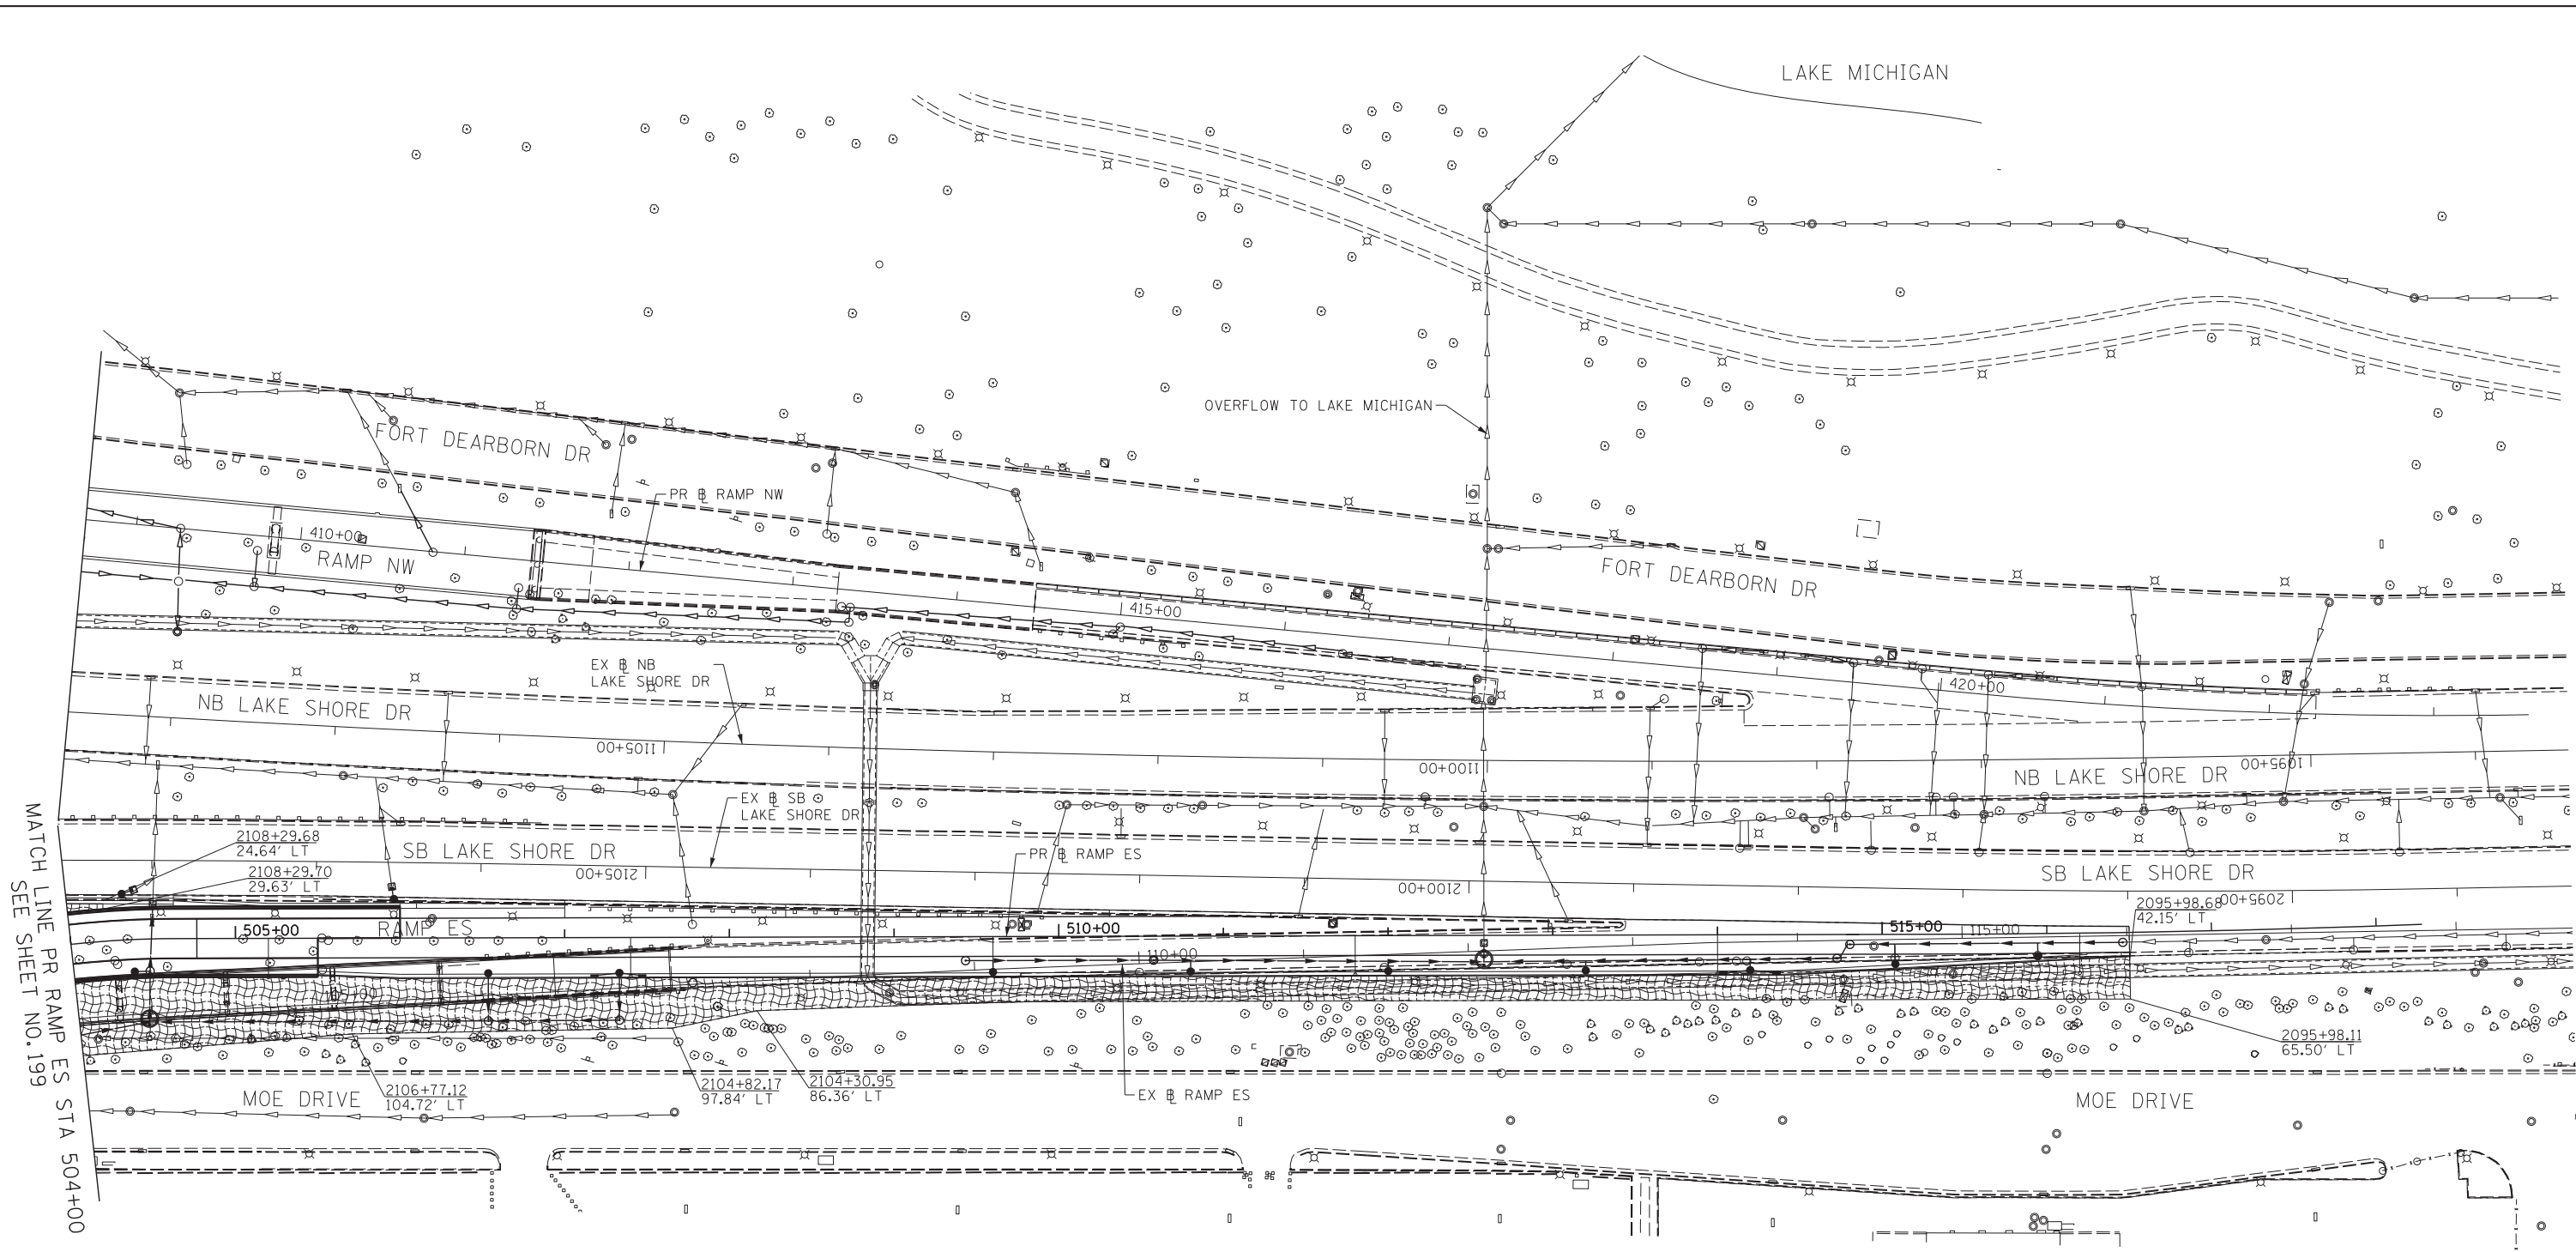 LAKE MICHIGAN
OVERFLOW TO LAKE MICHIGAN
FORT DEARBORN DR
PR ⅊ RAMP NW
410+00
RAMP NW
FORT DEARBORN DR
415+00
420+00
EX ⅊ NB
LAKE SHORE DR
NB LAKE SHORE DR
1105+00
1100+00
1095+00
NB LAKE SHORE DR
EX ⅊ SB
LAKE SHORE DR
2108+29.68
24.64' LT
2108+29.70
29.63' LT
SB LAKE SHORE DR
2105+00
PR ⅊ RAMP ES
2100+00
SB LAKE SHORE DR
2095+00
2095+98.68
42.15' LT
505+00
RAMP ES
510+00
110+00
515+00
115+00
2095+98.11
65.50' LT
2106+77.12
104.72' LT
2104+82.17
97.84' LT
2104+30.95
86.36' LT
EX ⅊ RAMP ES
MOE DRIVE
MOE DRIVE
MATCH LINE PR RAMP ES STA 504+00
SEE SHEET NO.199